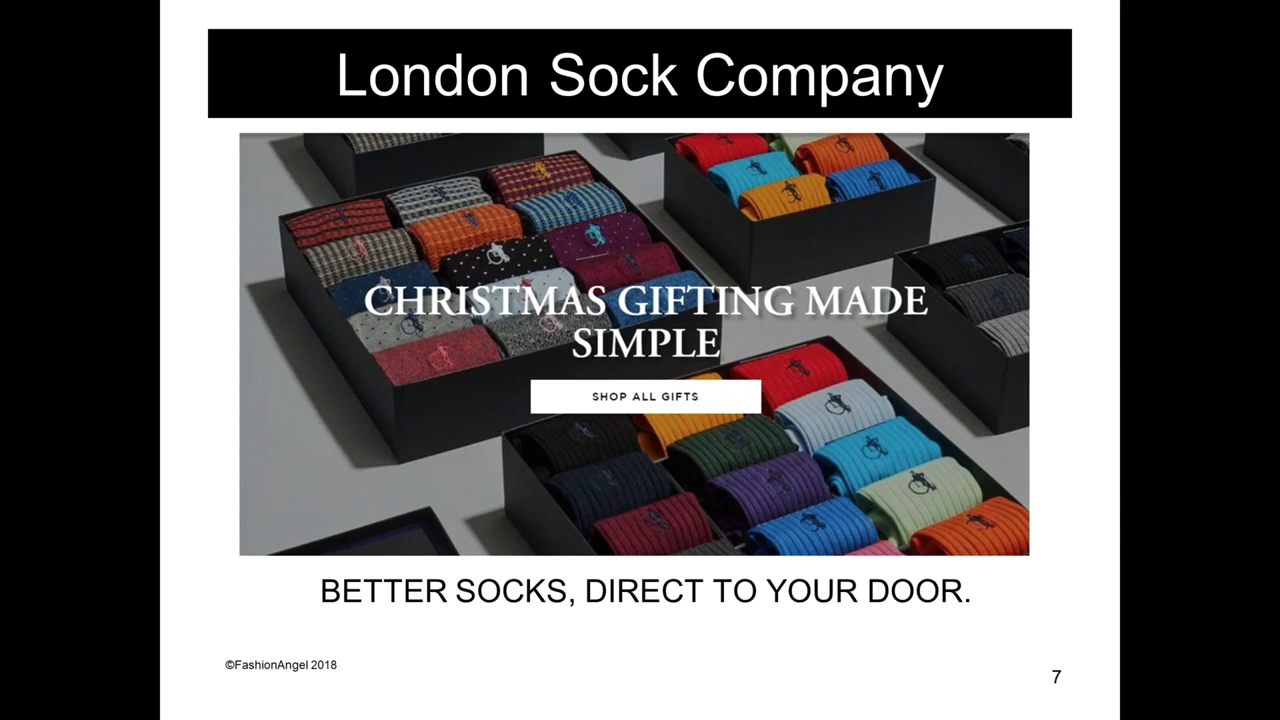 London Sock Company
CHRISTMAS GIFTING MADE
SIMPLE
SHOP ALL GIFTS
BETTER SOCKS, DIRECT TO YOUR DOOR.
©FashionAngel 2018
7